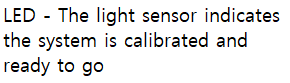 LED - The light sensor indicates
the system is calibrated and
ready to go